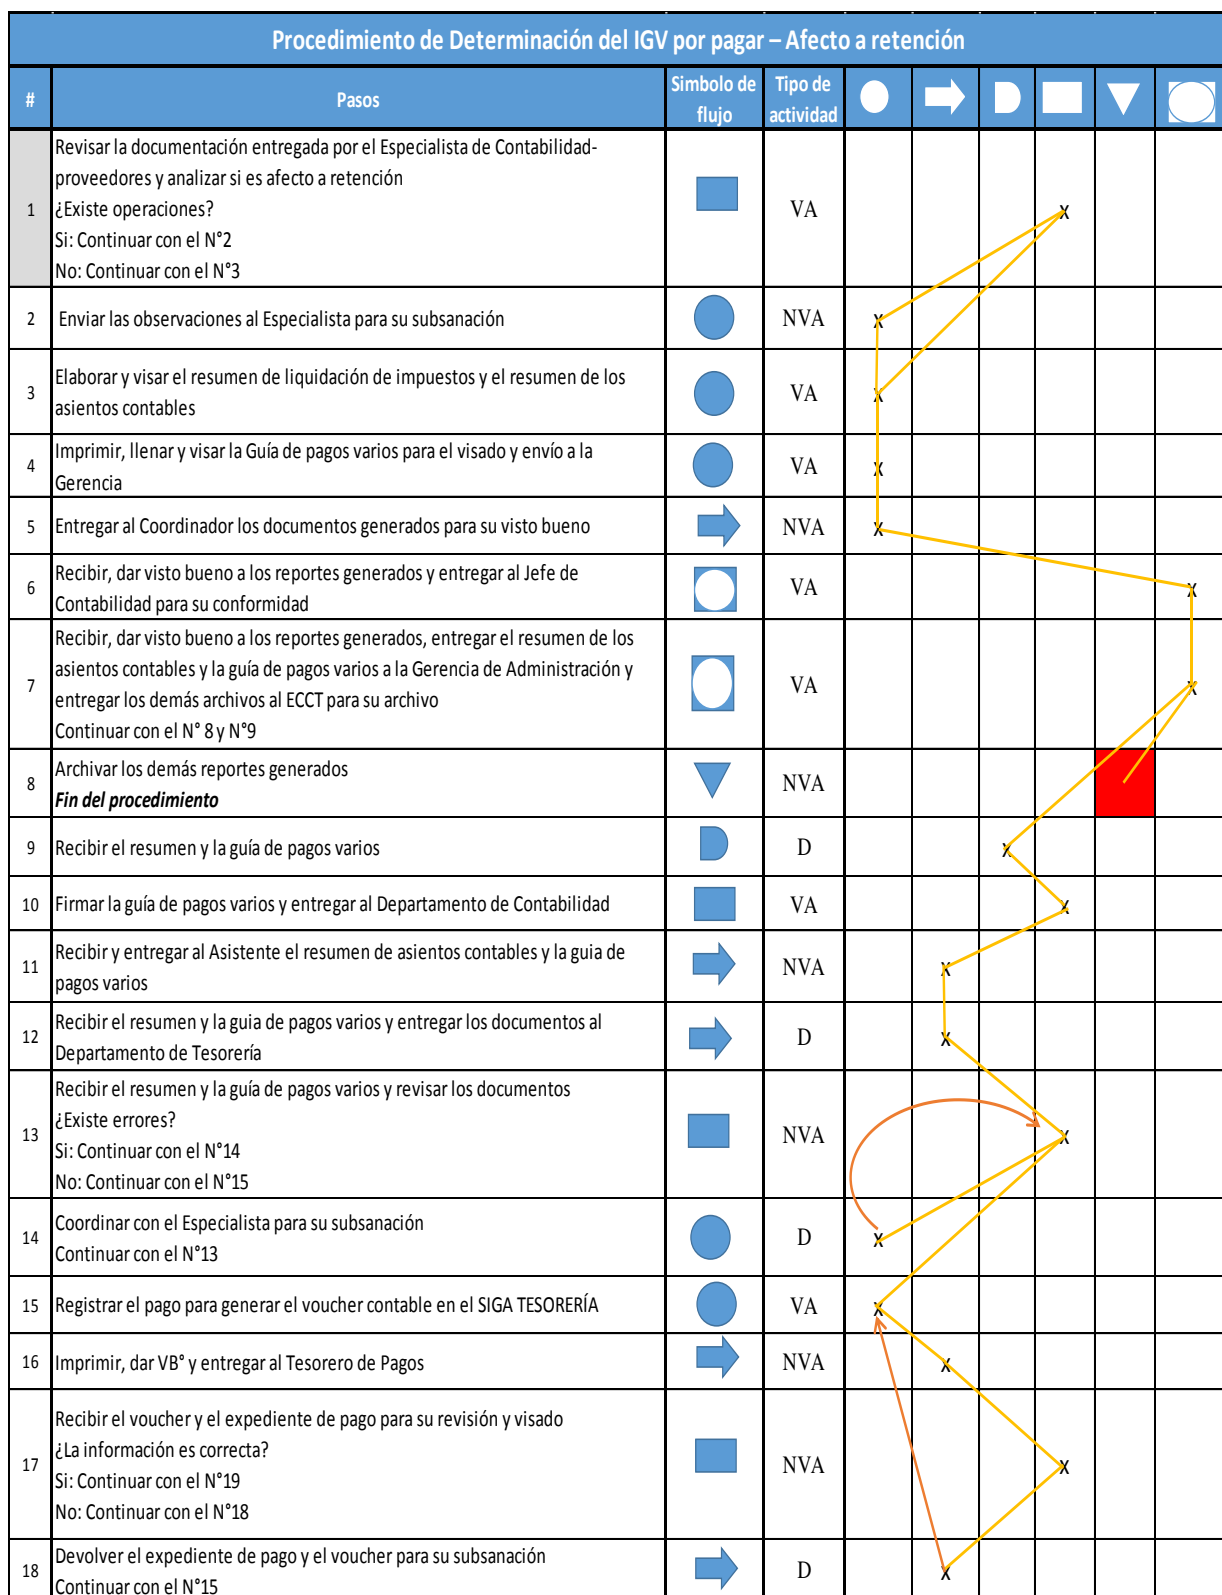 Procedimiento de Determinación del IGV por pagar – Afecto a retención
#
Pasos
Simbolo de
flujo
Tipo de
actividad
1
Revisar la documentación entregada por el Especialista de Contabilidad-
proveedores y analizar si es afecto a retención
¿Existe operaciones?
Si: Continuar con el N°2
No: Continuar con el N°3
VA
X
2
Enviar las observaciones al Especialista para su subsanación
NVA
X
3
Elaborar y visar el resumen de liquidación de impuestos y el resumen de los
asientos contables
VA
X
4
Imprimir, llenar y visar la Guía de pagos varios para el visado y envío a la
Gerencia
VA
X
5
Entregar al Coordinador los documentos generados para su visto bueno
NVA
X
6
Recibir, dar visto bueno a los reportes generados y entregar al Jefe de
Contabilidad para su conformidad
VA
X
7
Recibir, dar visto bueno a los reportes generados, entregar el resumen de los
asientos contables y la guía de pagos varios a la Gerencia de Administración y
entregar los demás archivos al ECCT para su archivo
Continuar con el N° 8 y N°9
VA
X
8
Archivar los demás reportes generados
Fin del procedimiento
NVA
9
Recibir el resumen y la guía de pagos varios
D
X
10
Firmar la guía de pagos varios y entregar al Departamento de Contabilidad
VA
X
11
Recibir y entregar al Asistente el resumen de asientos contables y la guia de
pagos varios
NVA
X
12
Recibir el resumen y la guia de pagos varios y entregar los documentos al
Departamento de Tesorería
D
X
13
Recibir el resumen y la guía de pagos varios y revisar los documentos
¿Existe errores?
Si: Continuar con el N°14
No: Continuar con el N°15
NVA
X
14
Coordinar con el Especialista para su subsanación
Continuar con el N°13
D
X
15
Registrar el pago para generar el voucher contable en el SIGA TESORERÍA
VA
X
16
Imprimir, dar VB° y entregar al Tesorero de Pagos
NVA
X
17
Recibir el voucher y el expediente de pago para su revisión y visado
¿La información es correcta?
Si: Continuar con el N°19
No: Continuar con el N°18
NVA
X
18
Devolver el expediente de pago y el voucher para su subsanación
Continuar con el N°15
D
X